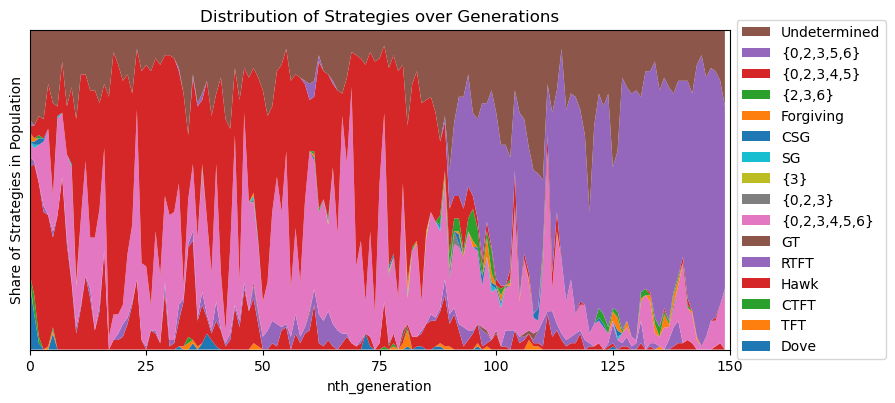 Distribution of Strategies over Generations
Share of Strategies in Population
0
25
50
75
100
125
150
nth_generation
Undetermined
{0,2,3,5,6}
{0,2,3,4,5}
{2,3,6}
Forgiving
CSG
SG
{3}
{0,2,3}
{0,2,3,4,5,6}
GT
RTFT
Hawk
CTFT
TFT
Dove